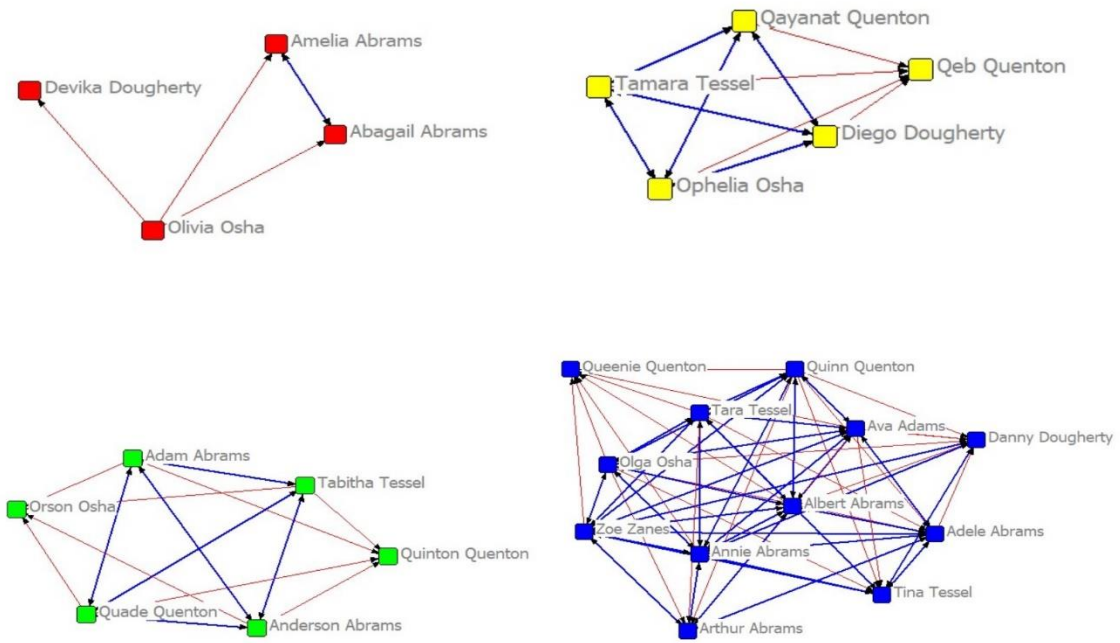 Amelia Abrams
Devika Dougherty
Abagail Abrams
Olivia Osha
Qayanat Quenton
Qeb Quenton
Tamara Tessel
Diego Dougherty
Ophelia Osha
Adam Abrams
Tabitha Tessel
Orson Osha
Quinton Quenton
Quade Quenton
Anderson Abrams
Queenie Quenton
Quinn Quenton
Tara Tessel
Ava Adams
Danny Dougherty
Olga Osha
Albert Abrams
Zoe Zanes
Adele Abrams
Annie Abrams
Tina Tessel
Arthur Abrams